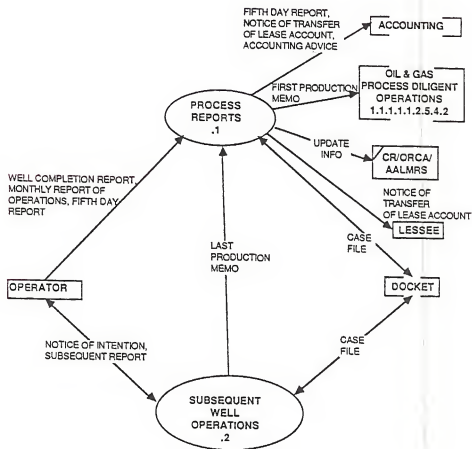 FIFTH DAY REPORT,
NOTICE OF TRANSFER
OF LEASE ACCOUNT,
ACCOUNTING ADVICE
ACCOUNTING
FIRST PRODUCTION
MEMO
OIL & GAS
PROCESS DILIGENT
OPERATIONS
1.1.1.1.1.2.5.4.2
PROCESS
REPORTS
.1
UPDATE
INFO
CR/ORCA/
AALMRS
WELL COMPLETION REPORT,
MONTHLY REPORT OF
OPERATIONS, FIFTH DAY
REPORT
NOTICE OF
TRANSFER
OF LEASE ACCOUNT
LESSEE
LAST
PRODUCTION
MEMO
CASE
FILE
OPERATOR
DOCKET
NOTICE OF INTENTION,
SUBSEQUENT REPORT
CASE
FILE
SUBSEQUENT
WELL
OPERATIONS
.2